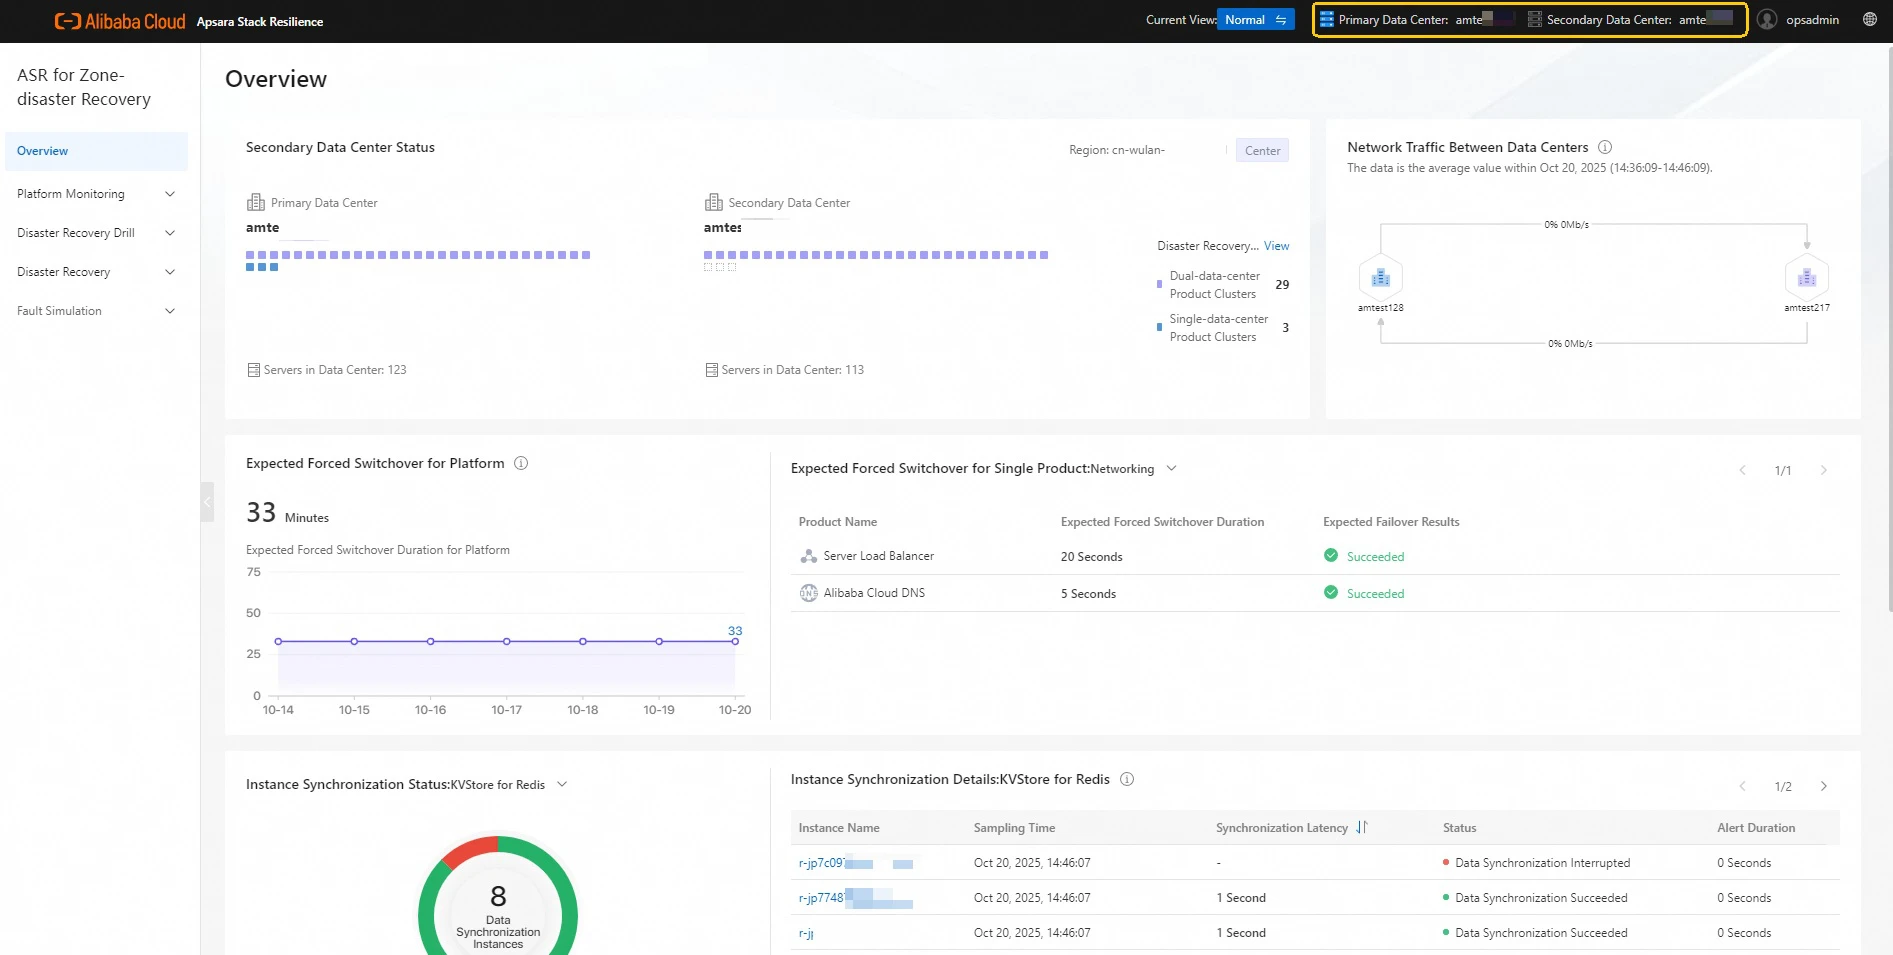 Alibaba Cloud Apsara Stack Resilience
Current View: Normal
Primary Data Center: amte
Secondary Data Center: amte
opsadmin
ASR for Zone-
disaster Recovery
Overview
Platform Monitoring
Disaster Recovery Drill
Disaster Recovery
Fault Simulation
Overview
Secondary Data Center Status
Region: cn-wulan-
Center
Primary Data Center
amte
Servers in Data Center: 123
Secondary Data Center
amtes
Servers in Data Center: 113
Disaster Recovery... View
Dual-data-center
Product Clusters 29
Single-data-center
Product Clusters 3
Network Traffic Between Data Centers
The data is the average value within Oct 20, 2025 (14:36:09-14:46:09).
0% 0Mb/s
amtest128 amtest217
0% 0Mb/s
Expected Forced Switchover for Platform
33 Minutes
Expected Forced Switchover Duration for Platform
75
50
33
25
0
10-14 10-15 10-16 10-17 10-18 10-19 10-20
Expected Forced Switchover for Single Product:Networking
1/1
Product Name Expected Forced Switchover Duration Expected Failover Results
Server Load Balancer 20 Seconds Succeeded
DNS Alibaba Cloud DNS 5 Seconds Succeeded
Instance Synchronization Status:KVStore for Redis
8
Data
Synchronization
Instances
Instance Synchronization Details:KVStore for Redis
1/2
Instance Name Sampling Time Synchronization Latency Status Alert Duration
r-jp7c097 Oct 20, 2025, 14:46:07 - Data Synchronization Interrupted 0 Seconds
r-jp7748 Oct 20, 2025, 14:46:07 1 Second Data Synchronization Succeeded 0 Seconds
r-j Oct 20, 2025, 14:46:07 1 Second Data Synchronization Succeeded 0 Seconds